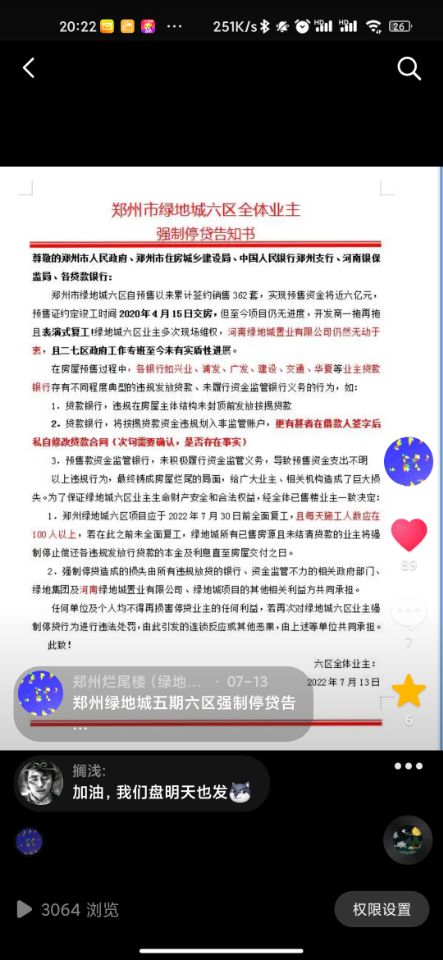 20:22
251K/s
HD
HD
26
郑州市绿地城六区全体业主
强制停贷告知书
尊敬的郑州市人民政府、郑州市住房城乡建设局、中国人民银行郑州支行、河南银保
监局、各贷款银行：
郑州市绿地城六区自预售以来累计签约销售 362 套，实现预售资金将近六亿元，
预售证约定竣工时间 2020 年 4 月 15 日交房，但至今项目仍无进度，开发商一拖再拖
且表演式复工！绿地城六区业主多次现场维权，河南绿地城置业有限公司仍然无动于
衷，且二七区政府工作专班至今未有实质性进展。
在房屋预售过程中，各银行如兴业、浦发、广发、建设、交通、华夏等业主贷款
银行存有不同程度典型的违规发放贷款、未履行资金监管银行义务的行为，如：
1．贷款银行，违规在房屋主体结构未封顶前发放按揭贷款
2．贷款银行，将按揭贷款资金违规划入非监管账户，更有甚者在借款人签字后
私自修改贷款合同（次句需要确认，是否存在事实）
3．预售款资金监管银行，未积极履行资金监管义务，导致预售资金支出不明
以上违规行为，最终铸成房屋烂尾的局面，给广大业主、相关机构造成了巨大损
失。为了保证绿地城六区业主生命财产安全和合法权益，经全体已售楼业主一致决定：
1．郑州绿地城六区项目应于 2022 年 7 月 30 日前全面复工，且每天施工人数应在
100 人以上，若在此之前未全面复工，绿地城所有已售房源且未结清贷款的业主将强
制停止偿还各违规发放行贷款的本金及利息直至房屋交付之日。
2．强制停贷造成的损失由所有违规放贷的银行、资金监管不力的相关政府部门、
绿地集团及河南绿地城置业有限公司、绿地城项目的其他相关利益方共同承担。
任何单位及个人均不得再损害停贷业主的任何利益，若再次对绿地城六区业主强
制停贷行为进行违法处罚，由此引发的连锁反应或其他恶果，由上述等单位共同承担。
此致！
六区全体业主：
2022 年 7 月 13 日
89
7
6
郑州烂尾楼（绿地... · 07-13
郑州绿地城五期六区强制停贷告
...
搁浅:
加油，我们盘明天也发
3064 浏览
权限设置